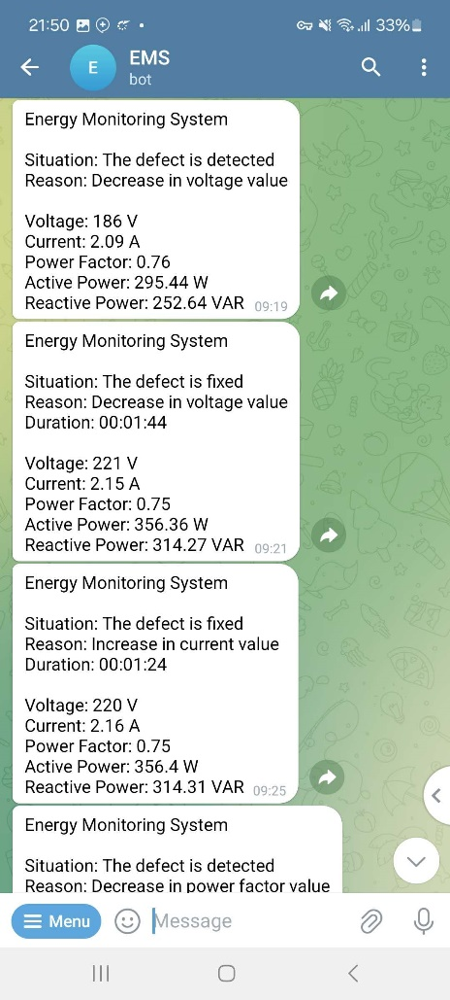 21:50
33%
E
EMS
bot
Energy Monitoring System
Situation: The defect is detected
Reason: Decrease in voltage value
Voltage: 186 V
Current: 2.09 A
Power Factor: 0.76
Active Power: 295.44 W
Reactive Power: 252.64 VAR 09:19
Energy Monitoring System
Situation: The defect is fixed
Reason: Decrease in voltage value
Duration: 00:01:44
Voltage: 221 V
Current: 2.15 A
Power Factor: 0.75
Active Power: 356.36 W
Reactive Power: 314.27 VAR 09:21
Energy Monitoring System
Situation: The defect is fixed
Reason: Increase in current value
Duration: 00:01:24
Voltage: 220 V
Current: 2.16 A
Power Factor: 0.75
Active Power: 356.4 W
Reactive Power: 314.31 VAR 09:25
Energy Monitoring System
Situation: The defect is detected
Reason: Decrease in power factor value
Menu
Message